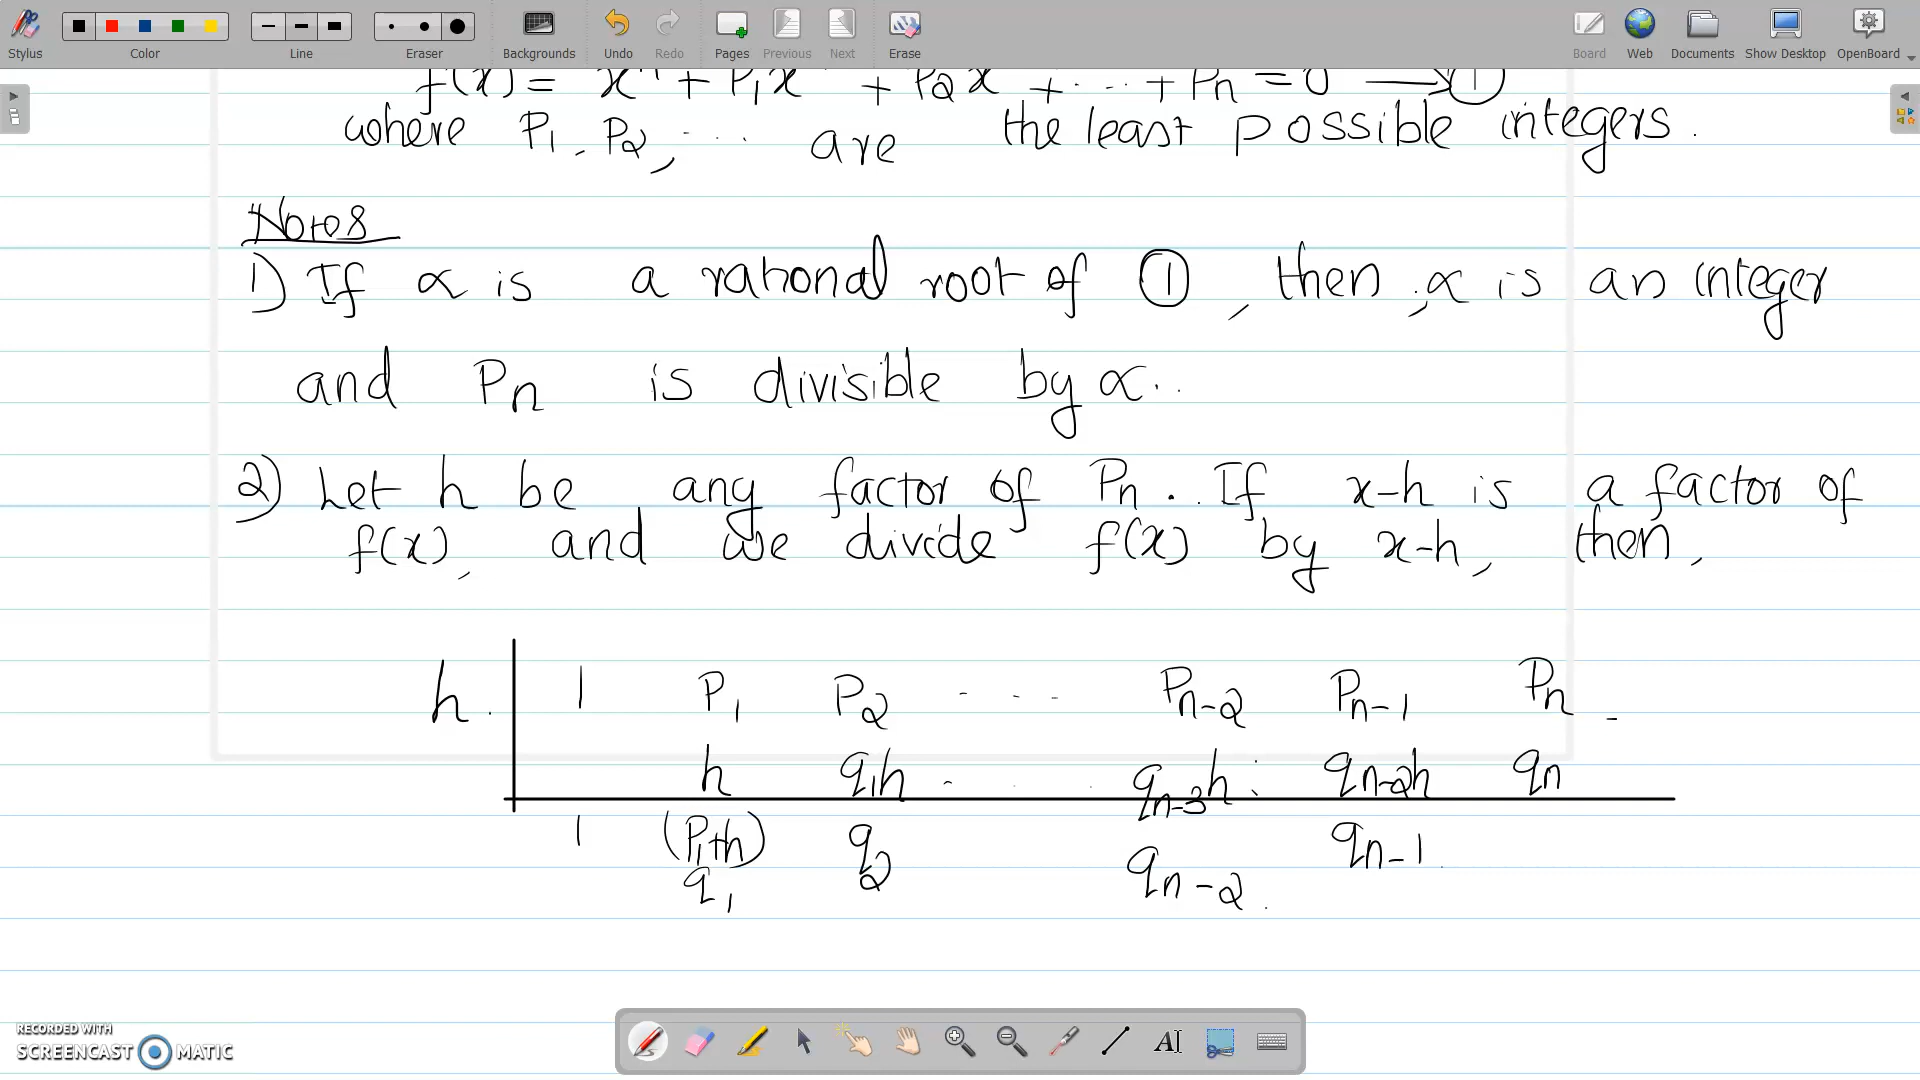 Stylus Color Line Eraser Backgrounds Undo Redo Pages Previous Next Erase Board Web Documents Show Desktop OpenBoard
f(x) = xⁿ + P₁x + P₂x + ... + Pn = 0 → ①
where P₁, P₂, ... are the least possible integers.
Notes
1) If α is a rational root of ①, then, α is an integer
and Pn is divisible by α..
2) Let h be any factor of Pn. If x-h is a factor of
f(x), and we divide f(x) by x-h, then,
h. 1 P₁ P₂ ... Pn-2 Pn-1 Pn
h q₁h ... qn-3h qn-2h qn
1 (P₁+h) q₂ qn-2 qn-1
q₁
RECORDED WITH
SCREENCAST MATIC